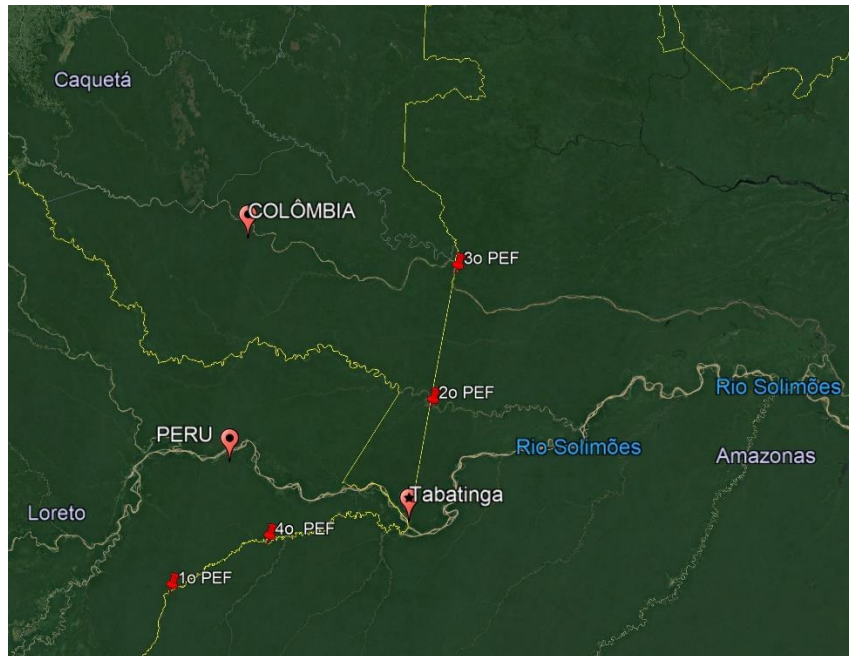 Caquetá
COLÔMBIA
3o PEF
2o PEF
Rio Solimões
PERU
Rio Solimões
Amazonas
Tabatinga
Loreto
4o PEF
1o PEF